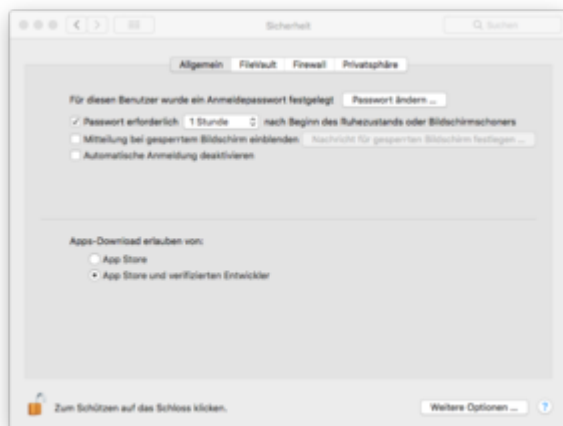 Sicherheit
Suchen
Allgemein FileVault Firewall Privatsphäre
Für diesen Benutzer wurde ein Anmeldepasswort festgelegt Passwort ändern ...
Passwort erforderlich 1 Stunde nach Beginn des Ruhezustands oder Bildschirmschoners
Mitteilung bei gesperrtem Bildschirm einblenden Nachricht für gesperrten Bildschirm festlegen ...
Automatische Anmeldung deaktivieren
Apps-Download erlauben von:
App Store
App Store und verifizierten Entwickler
Zum Schützen auf das Schloss klicken.
Weitere Optionen ... ?